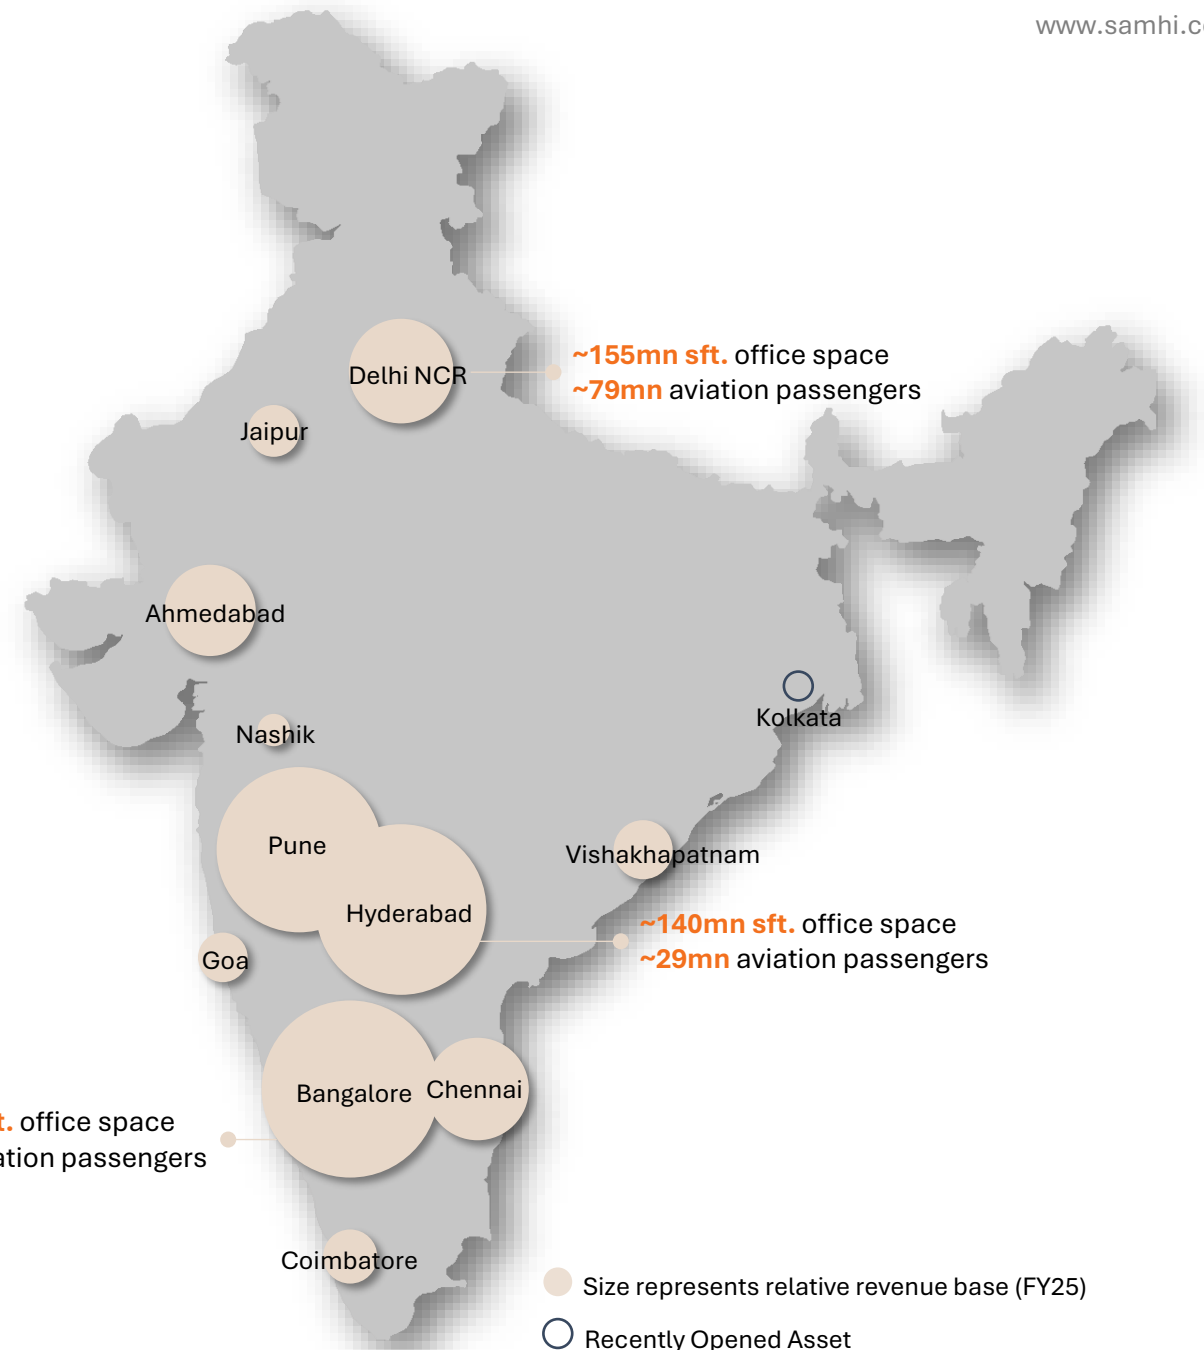 www.samhi.c
~155mn sft. office space
Delhi NCR
~79mn aviation passengers
Jaipur
Ahmedabad
Kolkata
Nashik
Pune
Vishakhapatnam
Hyderabad
~140mn sft. office space
Goa
~29mn aviation passengers
Bangalore
Chennai
office space
passengers
Coimbatore
Size represents relative revenue base (FY25)
Recently Opened Asset